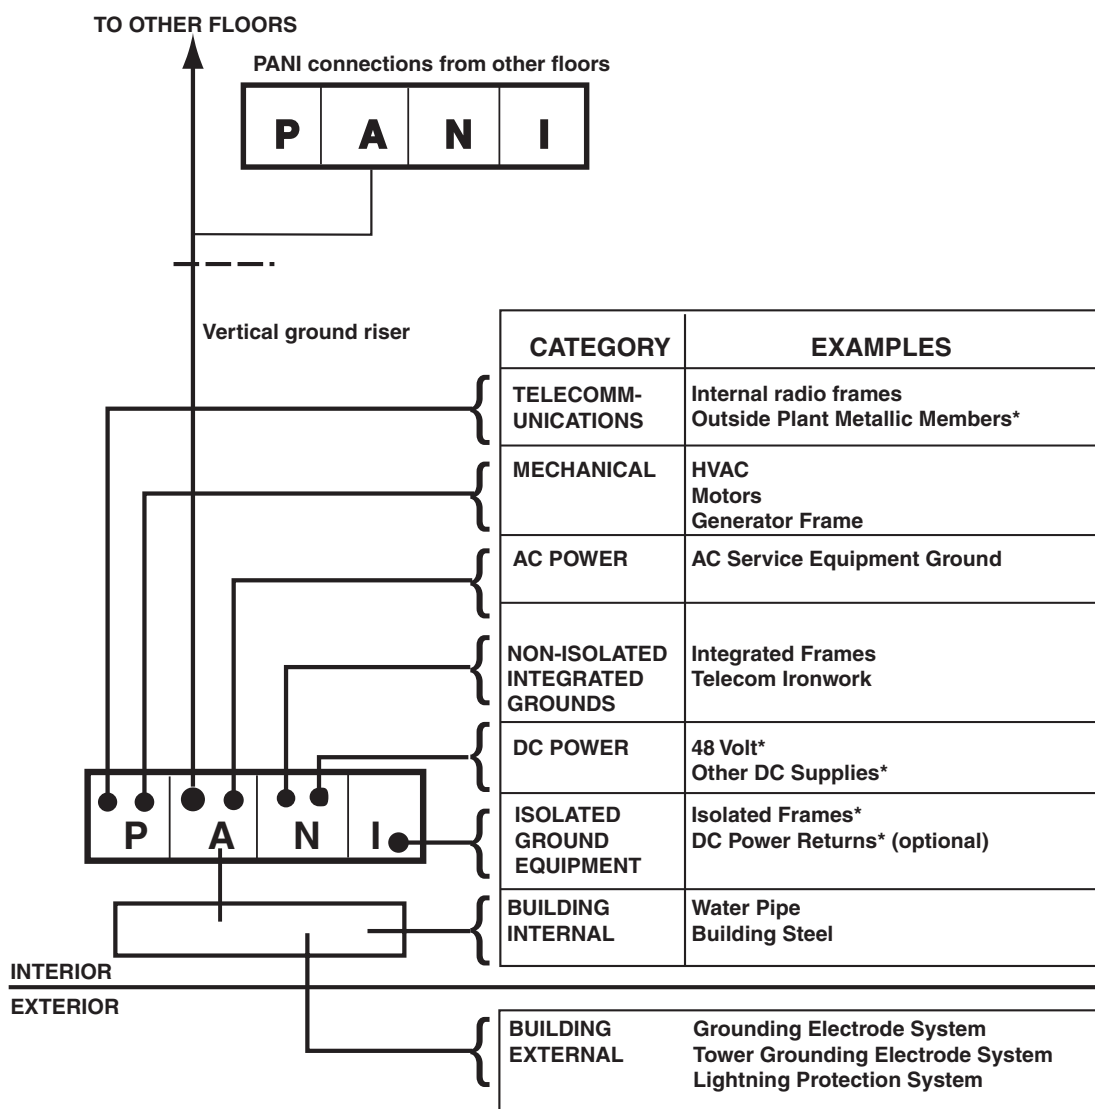 TO OTHER FLOORS
PANI connections from other floors
P A N I
Vertical ground riser
CATEGORY EXAMPLES
TELECOMM-
UNICATIONS
Internal radio frames
Outside Plant Metallic Members*
MECHANICAL
HVAC
Motors
Generator Frame
AC POWER
AC Service Equipment Ground
NON-ISOLATED
INTEGRATED
GROUNDS
Integrated Frames
Telecom Ironwork
DC POWER
48 Volt*
Other DC Supplies*
P A N I
ISOLATED
GROUND
EQUIPMENT
Isolated Frames*
DC Power Returns* (optional)
BUILDING
INTERNAL
Water Pipe
Building Steel
INTERIOR
EXTERIOR
BUILDING
EXTERNAL
Grounding Electrode System
Tower Grounding Electrode System
Lightning Protection System